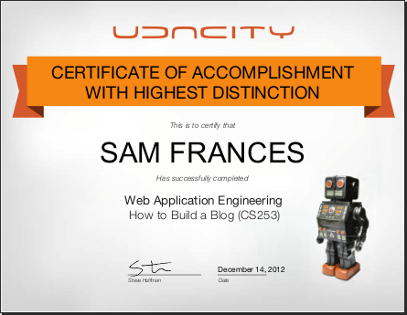 UDACITY
CERTIFICATE OF ACCOMPLISHMENT
WITH HIGHEST DISTINCTION
This is to certify that
SAM FRANCES
Has successfully completed
Web Application Engineering
How to Build a Blog (CS253)
December 14, 2012
Steve Huffman
Date